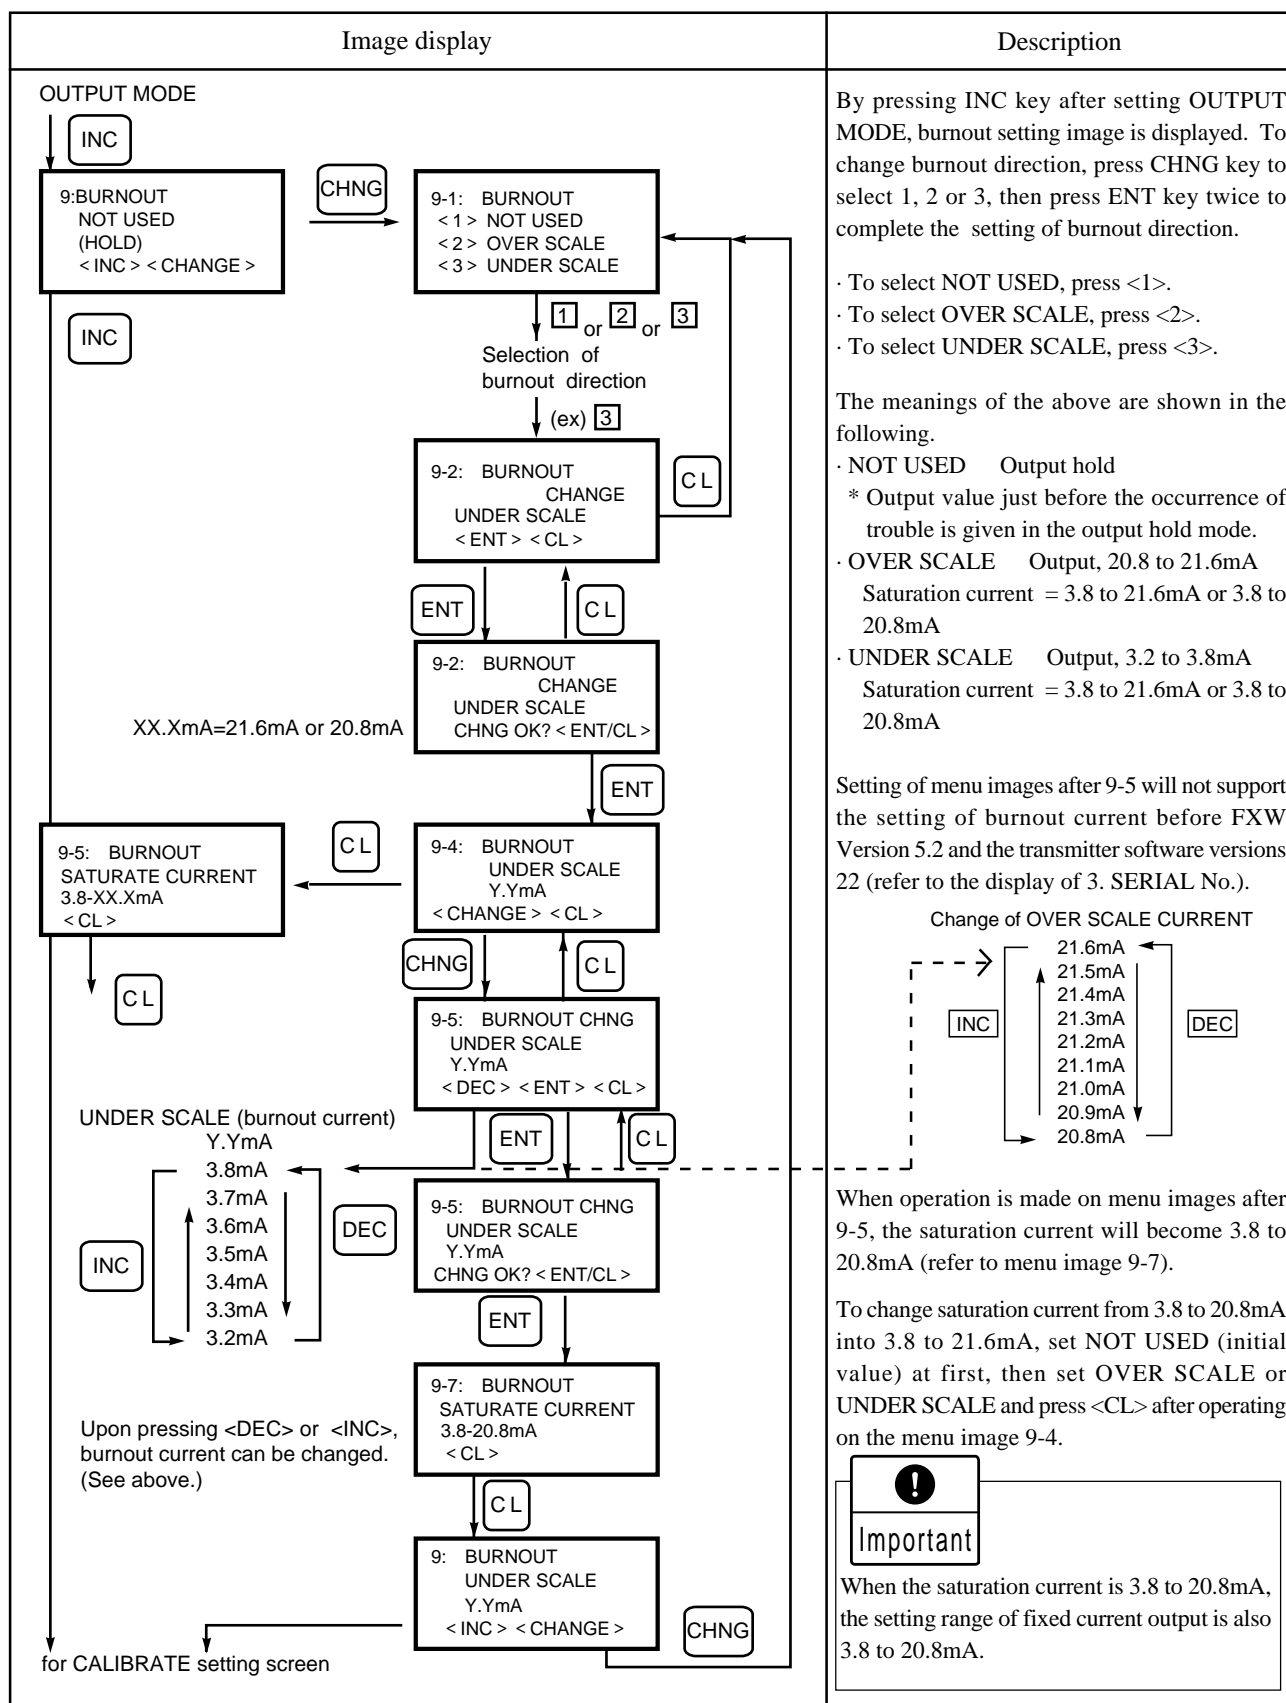 Image display
Description
OUTPUT MODE
INC
9:BURNOUT
NOT USED
(HOLD)
< INC > < CHANGE >
CHNG
9-1: BURNOUT
< 1 > NOT USED
< 2 > OVER SCALE
< 3 > UNDER SCALE
INC
1 or 2 or 3
Selection of
burnout direction
(ex) 3
9-2: BURNOUT
CHANGE
UNDER SCALE
< ENT > < CL >
C L
ENT
C L
9-2: BURNOUT
CHANGE
UNDER SCALE
CHNG OK? < ENT/CL >
XX.XmA=21.6mA or 20.8mA
ENT
9-5: BURNOUT
SATURATE CURRENT
3.8-XX.XmA
< CL >
C L
9-4: BURNOUT
UNDER SCALE
Y.YmA
< CHANGE > < CL >
C L
CHNG
C L
9-5: BURNOUT CHNG
UNDER SCALE
Y.YmA
< DEC > < ENT > < CL >
UNDER SCALE (burnout current)
Y.YmA
3.8mA
3.7mA
3.6mA
3.5mA
3.4mA
3.3mA
3.2mA
INC
DEC
ENT
C L
9-5: BURNOUT CHNG
UNDER SCALE
Y.YmA
CHNG OK? < ENT/CL >
ENT
9-7: BURNOUT
SATURATE CURRENT
3.8-20.8mA
< CL >
Upon pressing <DEC> or <INC>,
burnout current can be changed.
(See above.)
C L
9: BURNOUT
UNDER SCALE
Y.YmA
< INC > < CHANGE >
CHNG
for CALIBRATE setting screen
By pressing INC key after setting OUTPUT
MODE, burnout setting image is displayed. To
change burnout direction, press CHNG key to
select 1, 2 or 3, then press ENT key twice to
complete the setting of burnout direction.
· To select NOT USED, press <1>.
· To select OVER SCALE, press <2>.
· To select UNDER SCALE, press <3>.
The meanings of the above are shown in the
following.
· NOT USED Output hold
* Output value just before the occurrence of
trouble is given in the output hold mode.
· OVER SCALE Output, 20.8 to 21.6mA
Saturation current = 3.8 to 21.6mA or 3.8 to
20.8mA
· UNDER SCALE Output, 3.2 to 3.8mA
Saturation current = 3.8 to 21.6mA or 3.8 to
20.8mA
Setting of menu images after 9-5 will not support
the setting of burnout current before FXW
Version 5.2 and the transmitter software versions
22 (refer to the display of 3. SERIAL No.).
Change of OVER SCALE CURRENT
21.6mA
21.5mA
21.4mA
21.3mA
21.2mA
21.1mA
21.0mA
20.9mA
20.8mA
INC
DEC
When operation is made on menu images after
9-5, the saturation current will become 3.8 to
20.8mA (refer to menu image 9-7).
To change saturation current from 3.8 to 20.8mA
into 3.8 to 21.6mA, set NOT USED (initial
value) at first, then set OVER SCALE or
UNDER SCALE and press <CL> after operating
on the menu image 9-4.
!
Important
When the saturation current is 3.8 to 20.8mA,
the setting range of fixed current output is also
3.8 to 20.8mA.